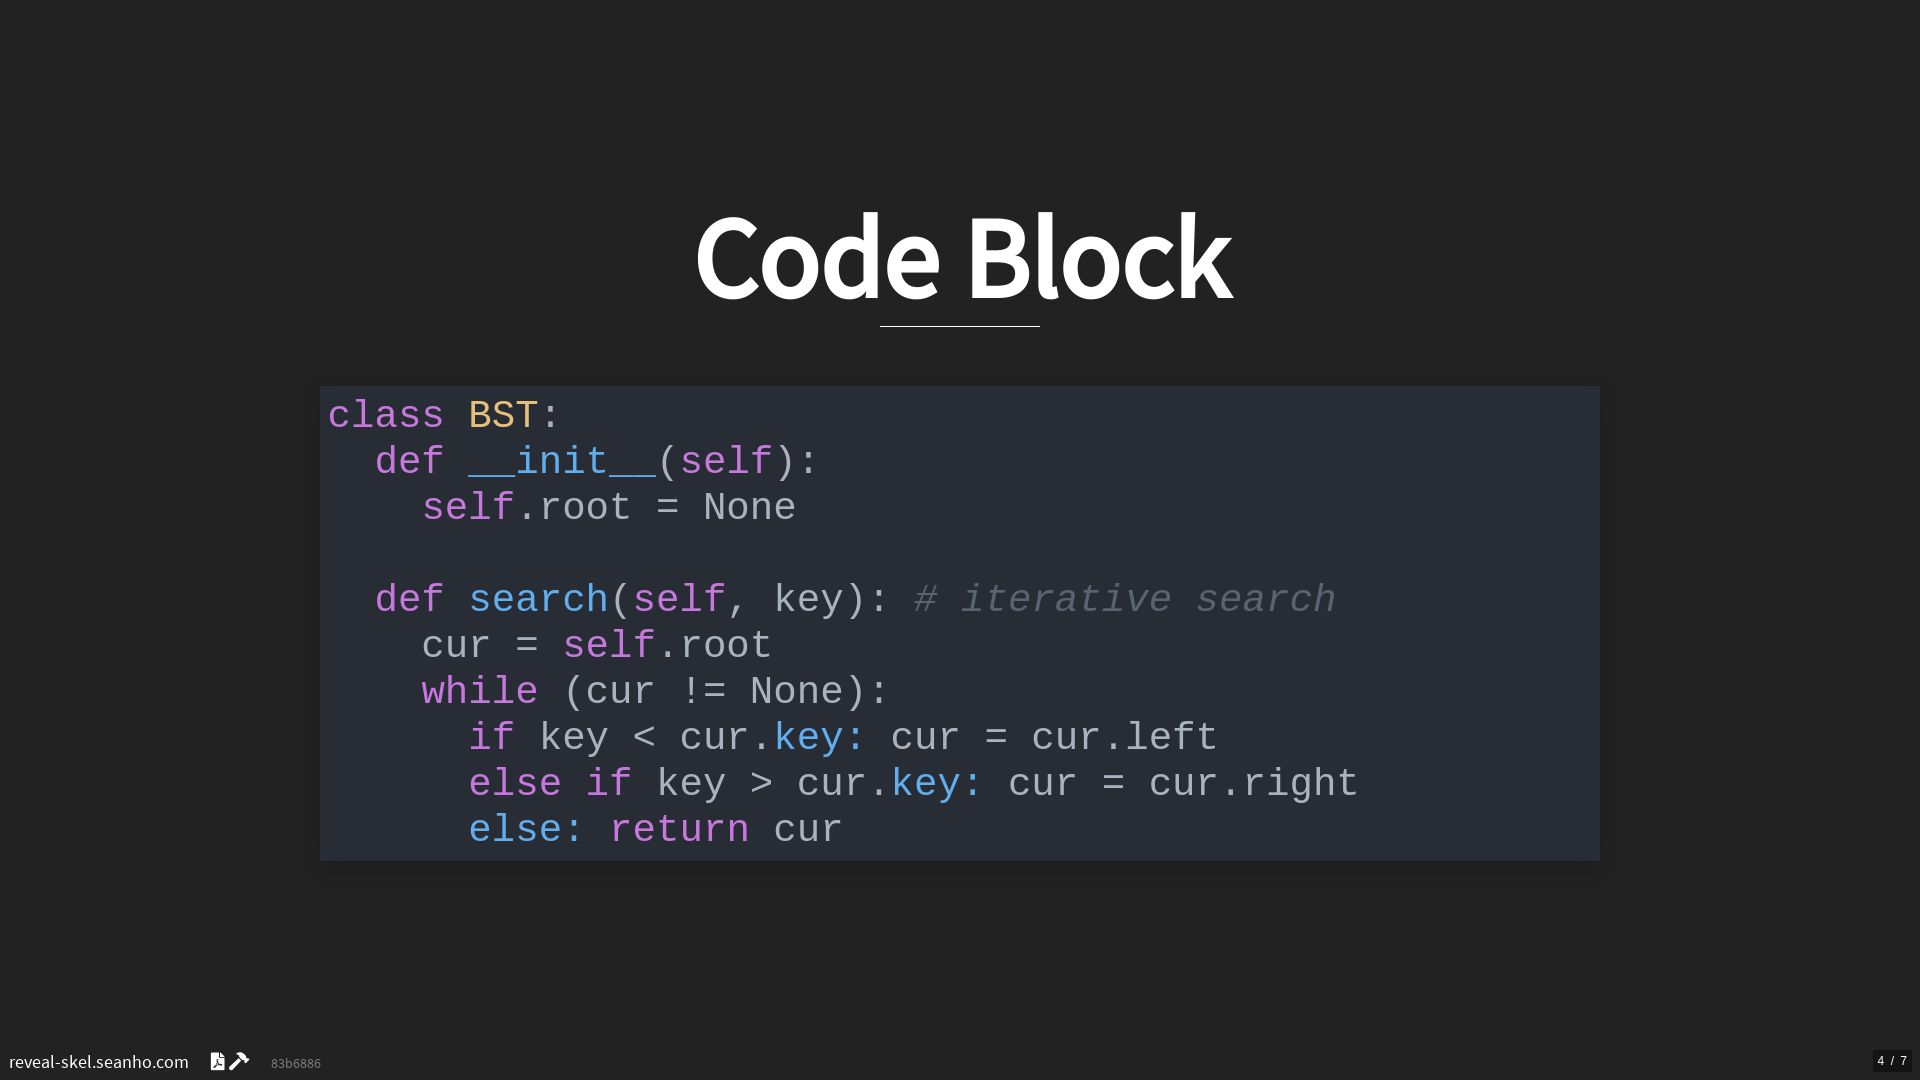 Code Block
class BST:
  def __init__(self):
    self.root = None

  def search(self, key): # iterative search
    cur = self.root
    while (cur != None):
      if key < cur.key: cur = cur.left
      else if key > cur.key: cur = cur.right
      else: return cur
reveal-skel.seanho.com 83b6886
4 / 7